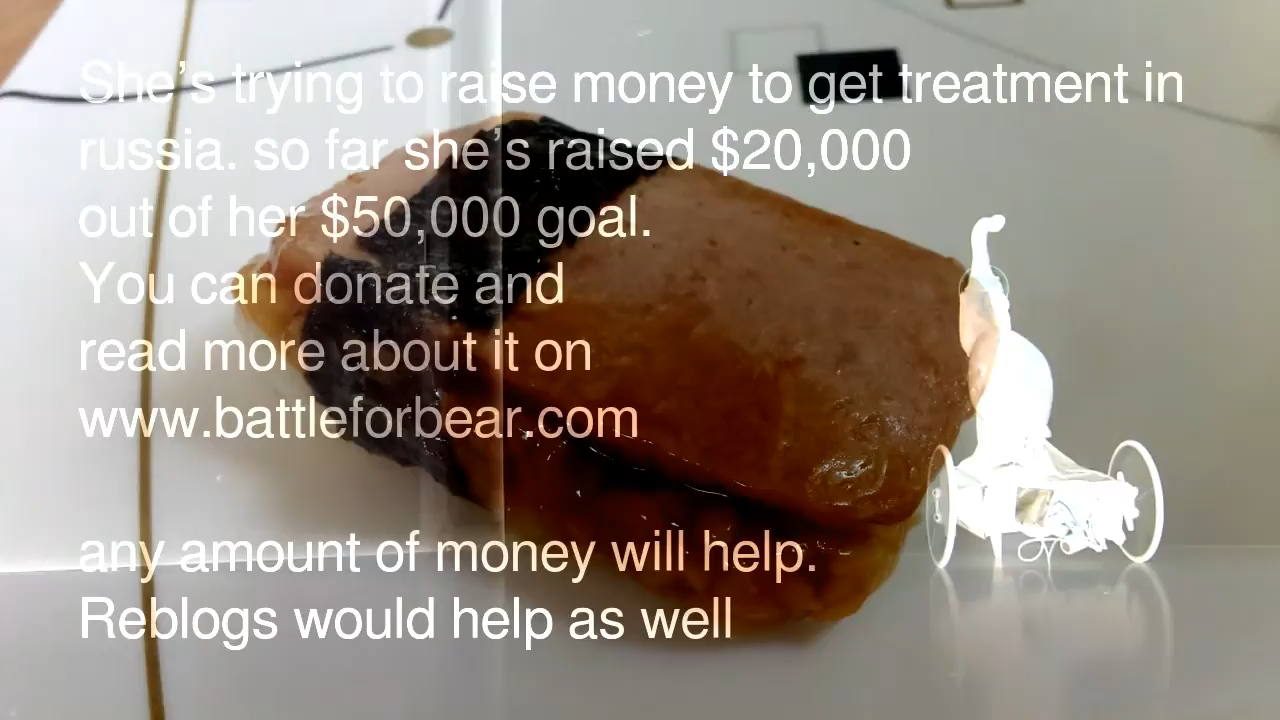 She's trying to raise money to get treatment in
russia. so far she's raised $20,000
out of her $50,000 goal.
You can donate and
read more about it on
www.battleforbear.com
any amount of money will help.
Reblogs would help as well